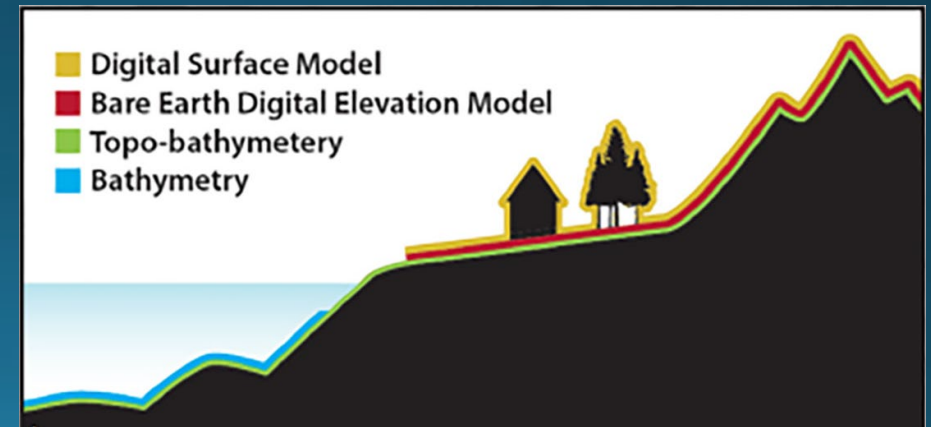 Digital Surface Model
Bare Earth Digital Elevation Model
Topo-bathymetery
Bathymetry